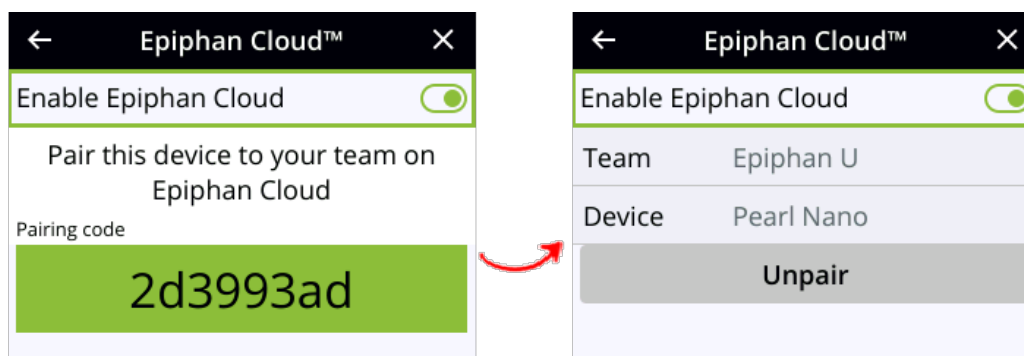 Epiphan Cloud™
Enable Epiphan Cloud
Pair this device to your team on
Epiphan Cloud
Pairing code
2d3993ad
Epiphan Cloud™
Enable Epiphan Cloud
Team Epiphan U
Device Pearl Nano
Unpair